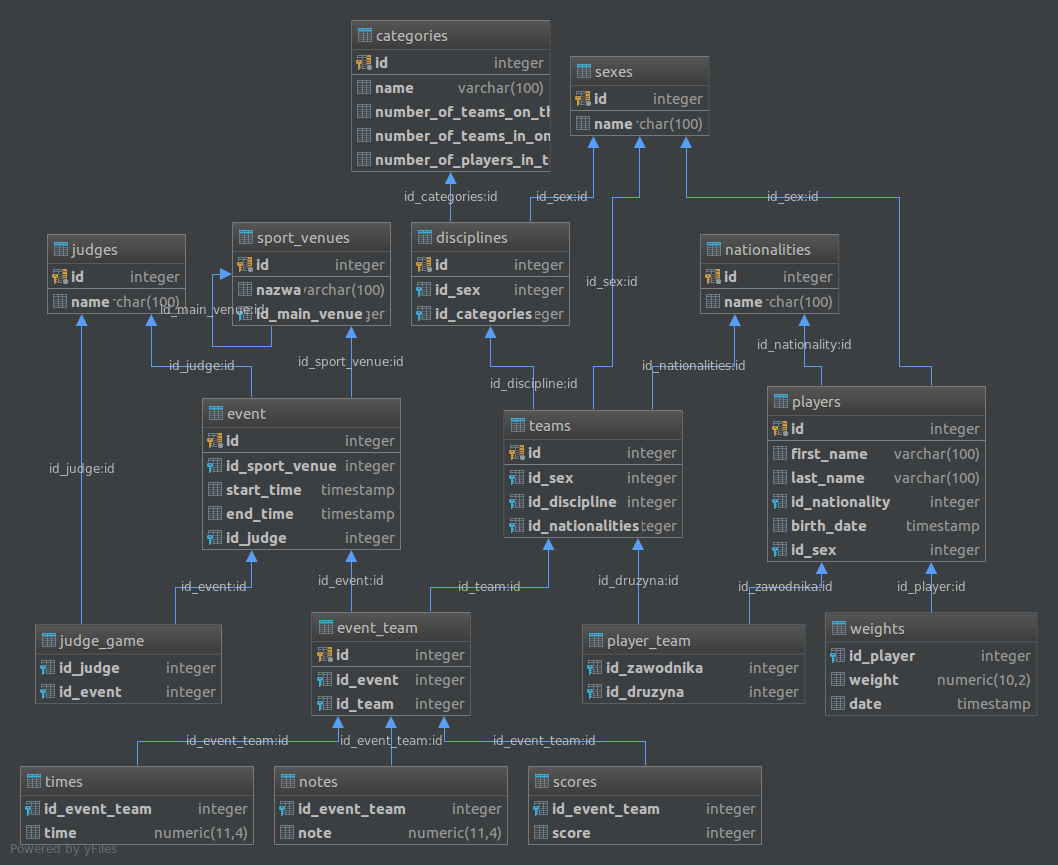 categories
id integer
name varchar(100)
number_of_teams_on_th
number_of_teams_in_on
number_of_players_in_t
sexes
id integer
name char(100)
id_categories:id
id_sex:id
id_sex:id
judges
id integer
name char(100)
sport_venues
id integer
nazwa varchar(100)
id_main_venue ger
disciplines
id integer
id_sex integer
id_categories eger
nationalities
id integer
name char(100)
id_main_venue:id
id_sex:id
id_judge:id
id_sport_venue:id
id_discipline:id
id_nationalities:id
id_nationality:id
event
id integer
id_sport_venue integer
start_time timestamp
end_time timestamp
id_judge integer
teams
id integer
id_sex integer
id_discipline integer
id_nationalities teger
players
id integer
first_name varchar(100)
last_name varchar(100)
id_nationality integer
birth_date timestamp
id_sex integer
id_judge:id
id_event:id
id_event:id
id_team:id
id_druzyna:id
id_zawodnika:id
id_player:id
judge_game
id_judge integer
id_event integer
event_team
id integer
id_event integer
id_team integer
player_team
id_zawodnika integer
id_druzyna integer
weights
id_player integer
weight numeric(10,2)
date timestamp
id_event_team:id
id_event_team:id
id_event_team:id
times
id_event_team integer
time numeric(11,4)
notes
id_event_team integer
note numeric(11,4)
scores
id_event_team integer
score integer
Powered by yFiles